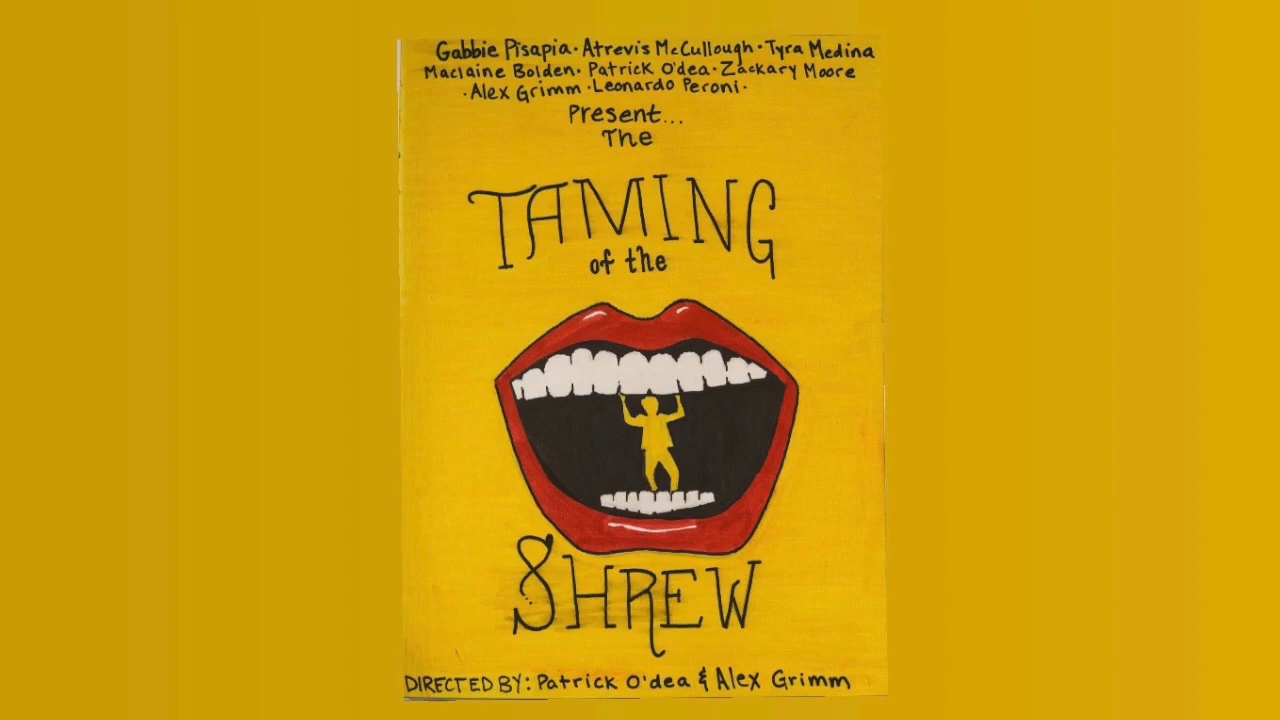 Gabbie Pisapia · Atrevis McCullough · Tyra Medina
Maclaine Bolden · Patrick O'dea · Zackary Moore
· Alex Grimm · Leonardo Peroni ·
Present...
The
TAMING
of the
SHREW
DIRECTED BY: Patrick O'dea & Alex Grimm